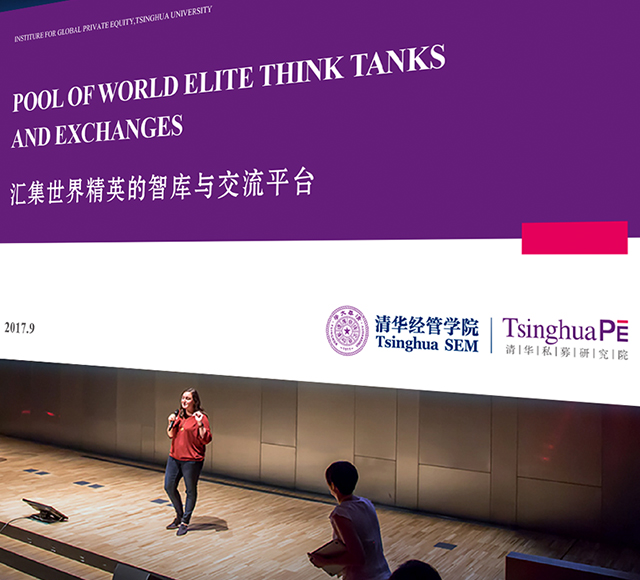 INSTITURE FOR GLOBAL PRIVATE EQUITY,TSINGHUA UNIVERSITY
POOL OF WORLD ELITE THINK TANKS
AND EXCHANGES
汇集世界精英的智库与交流平台
2017.9
清华经管学院
Tsinghua SEM
TsinghuaPE
清|华|私|募|研|究|院